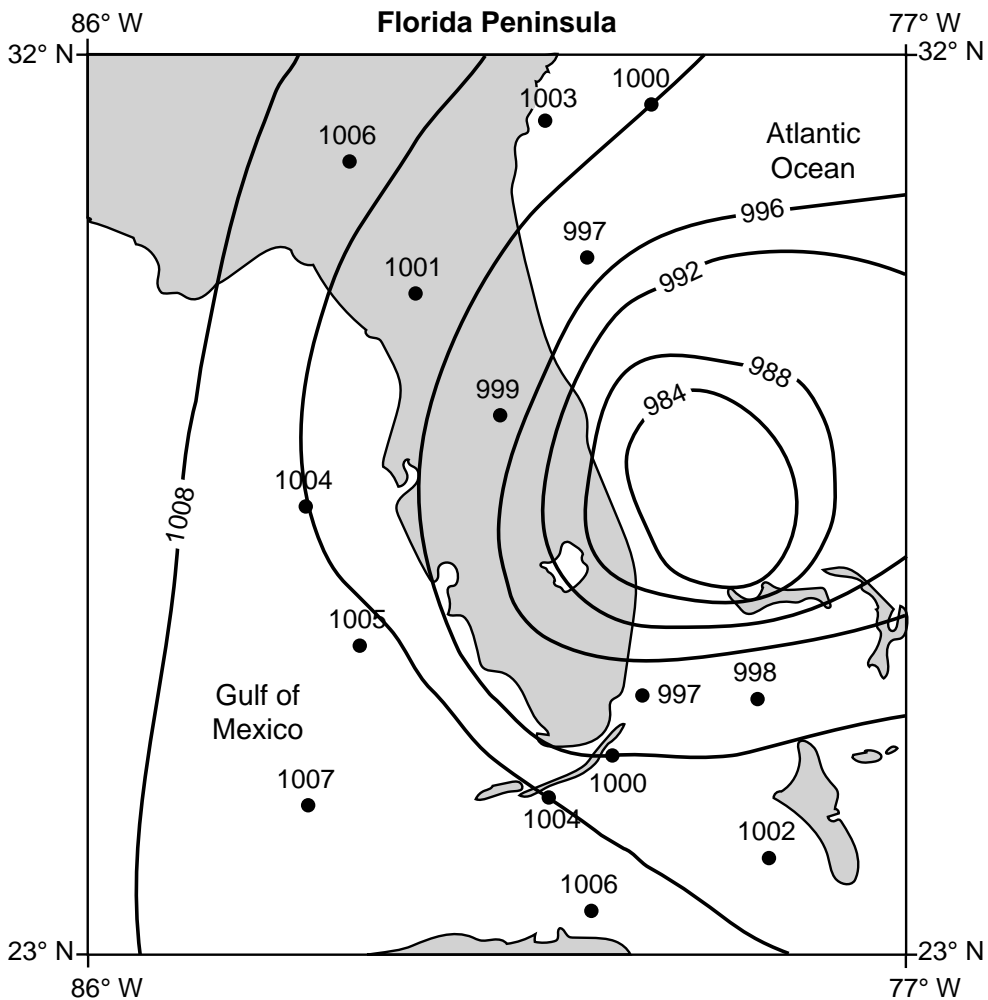 Florida Peninsula
86° W
77° W
32° N
32° N
1000
1003
1006
Atlantic
Ocean
996
997
992
1001
988
984
999
1004
1008
1005
998
997
Gulf of
Mexico
1007
1000
1004
1002
1006
23° N
23° N
86° W
77° W